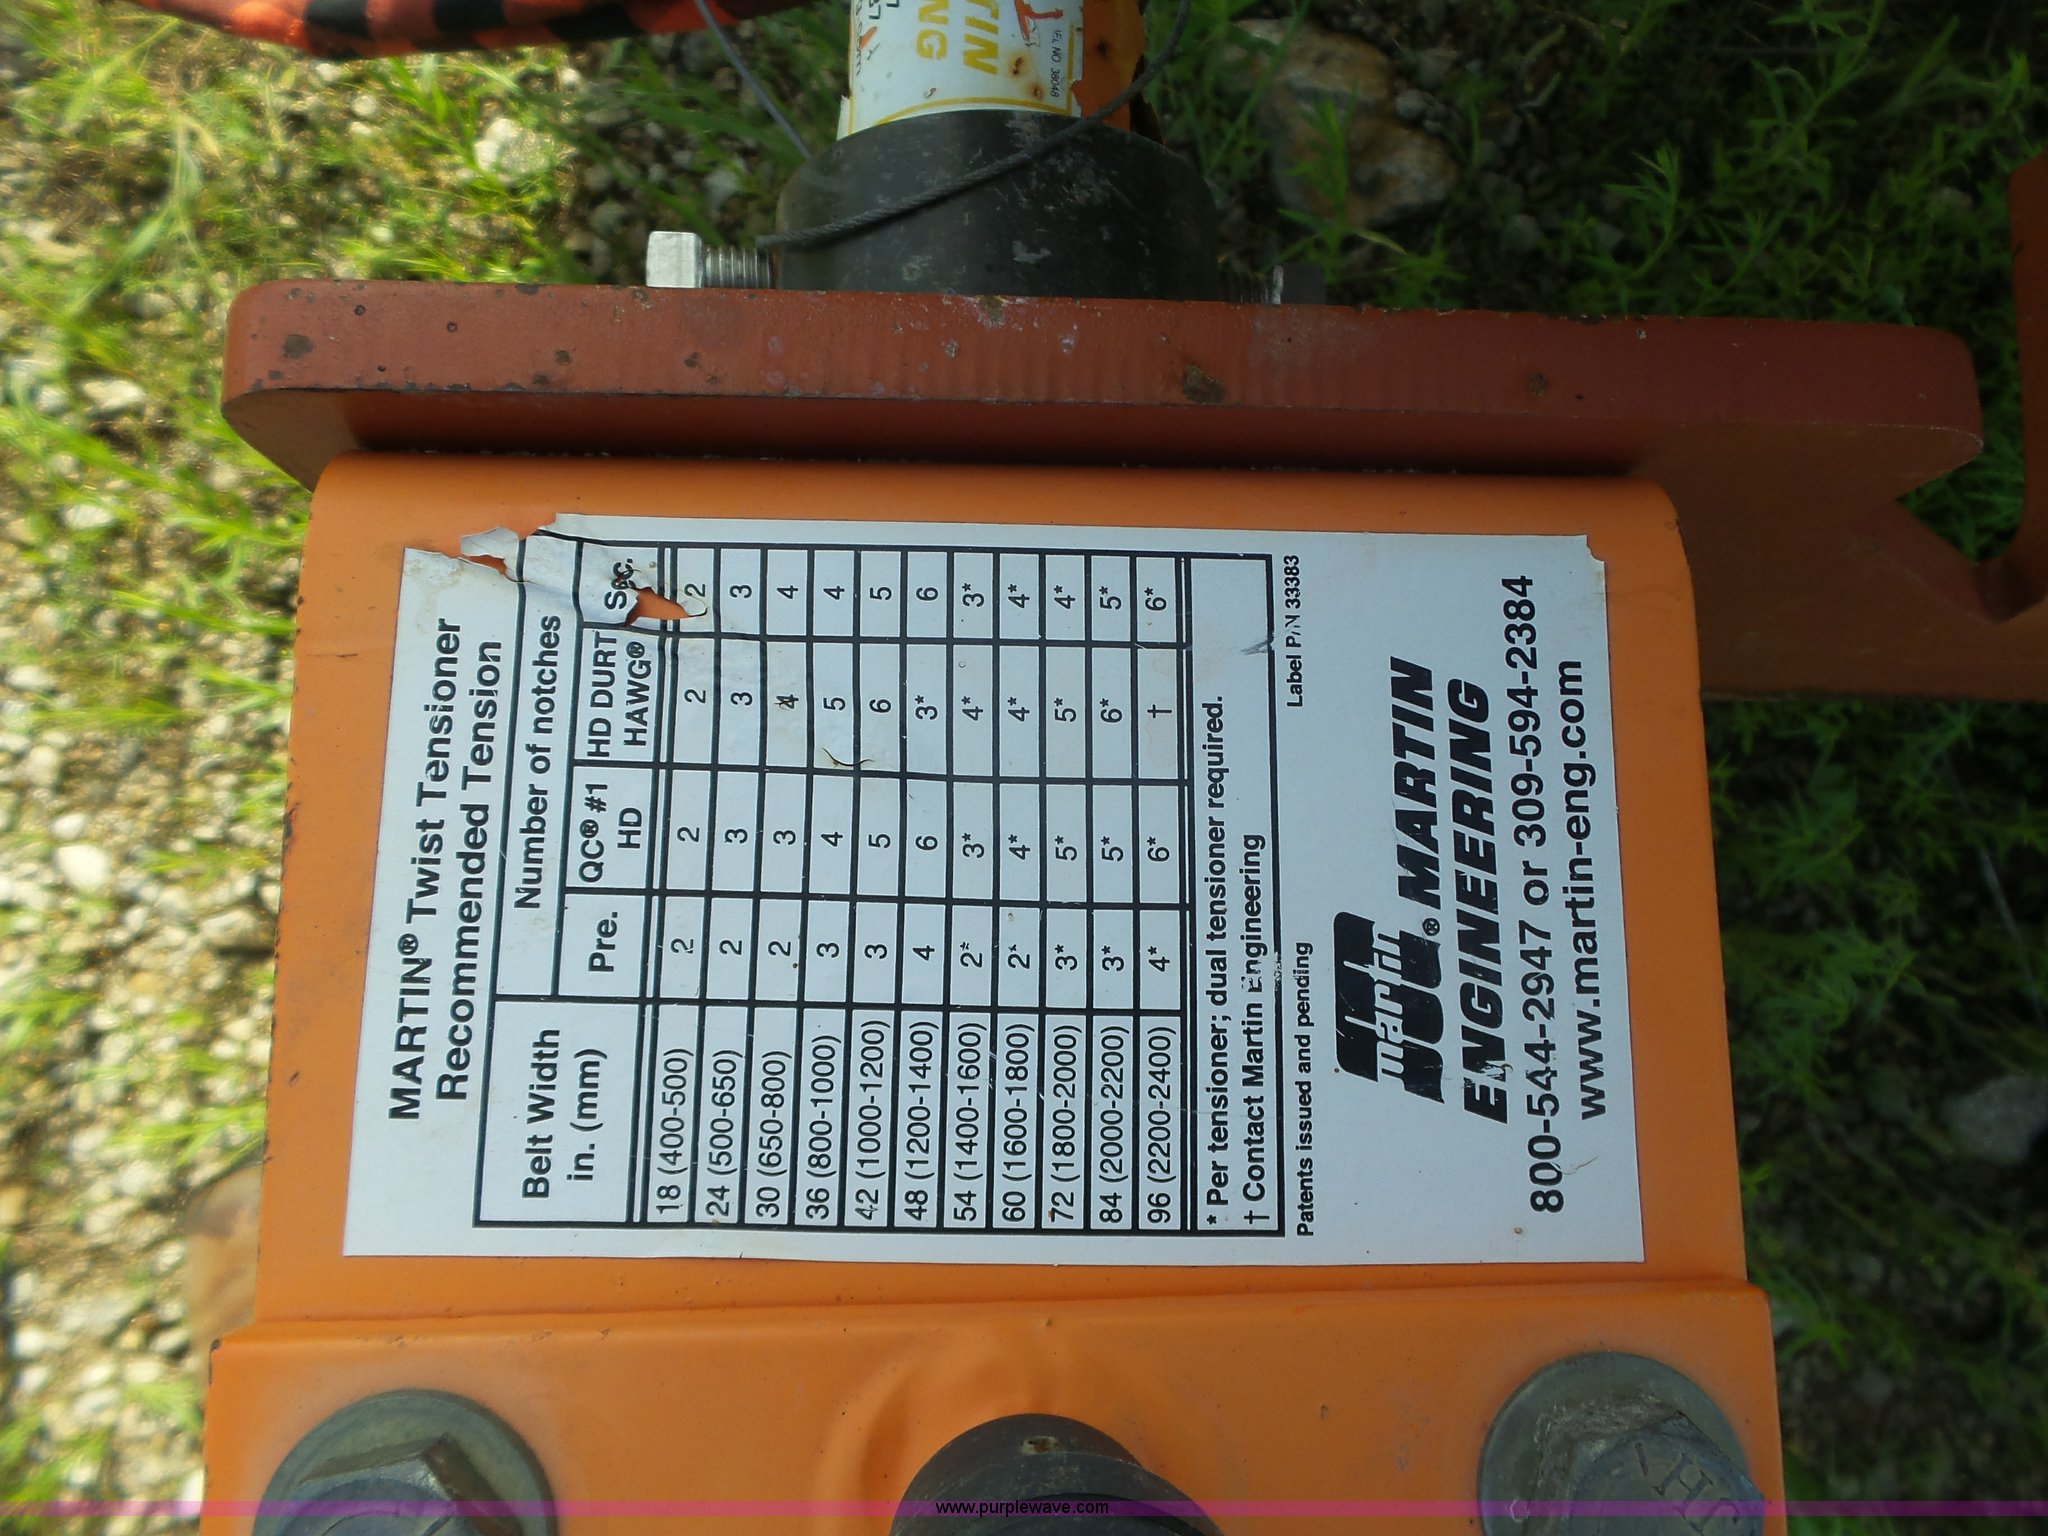 MARTIN® Twist Tensioner
Recommended Tension
Belt Width in. (mm) Number of notches
Pre. QC® #1 HD HD DURT HAWG® Sec.
18 (400-500) 2 2 2 2
24 (500-650) 2 3 3 3
30 (650-800) 2 3 4 4
36 (800-1000) 3 4 5 4
42 (1000-1200) 3 5 6 5
48 (1200-1400) 4 6 3* 6
54 (1400-1600) 2* 3* 4* 3*
60 (1600-1800) 2* 4* 4* 4*
72 (1800-2000) 3* 5* 5* 4*
84 (2000-2200) 3* 5* 6* 5*
96 (2200-2400) 4* 6* † 6*
* Per tensioner; dual tensioner required.
† Contact Martin Engineering
Patents issued and pending Label P/N 33383
martin
® MARTIN
ENGINEERING
800-544-2947 or 309-594-2384
www.martin-eng.com
TIN
NG
NO 38048
www.purplewave.com